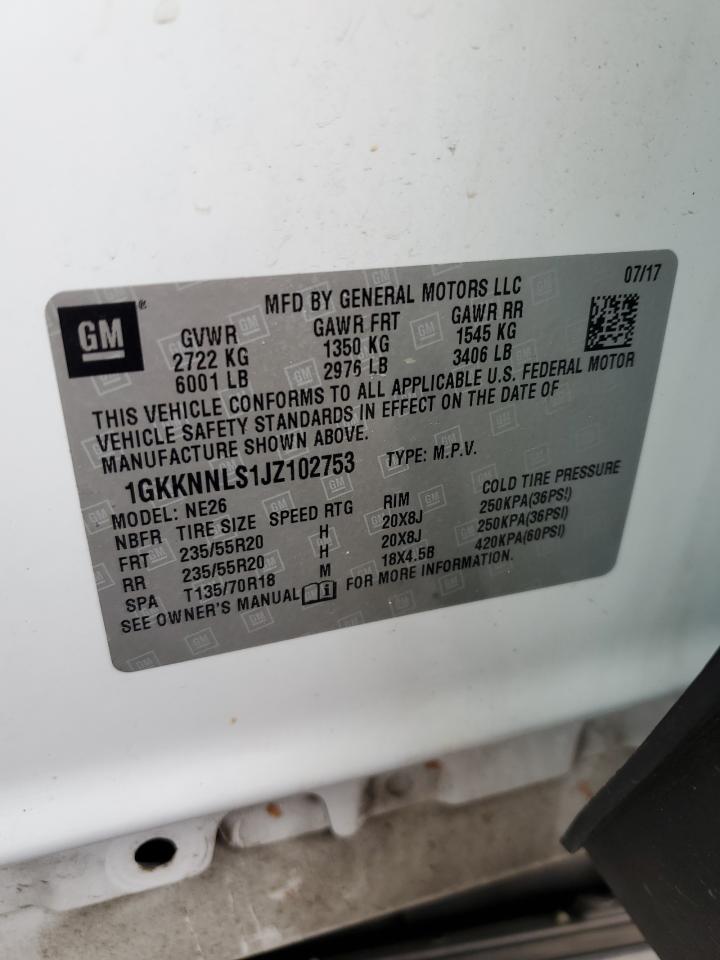 07/17
GM®
MFD BY GENERAL MOTORS LLC
GVWR GAWR FRT GAWR RR
2722 KG 1350 KG 1545 KG
6001 LB 2976 LB 3406 LB
THIS VEHICLE CONFORMS TO ALL APPLICABLE U.S. FEDERAL MOTOR
VEHICLE SAFETY STANDARDS IN EFFECT ON THE DATE OF
MANUFACTURE SHOWN ABOVE.
1GKKNNLS1JZ102753 TYPE: M.P.V.
MODEL: NE26
NBFR TIRE SIZE SPEED RTG RIM COLD TIRE PRESSURE
FRT 235/55R20 H 20X8J 250KPA(36PSI)
RR 235/55R20 H 20X8J 250KPA(36PSI)
SPA T135/70R18 M 18X4.5B 420KPA(60PSI)
SEE OWNER'S MANUAL FOR MORE INFORMATION.